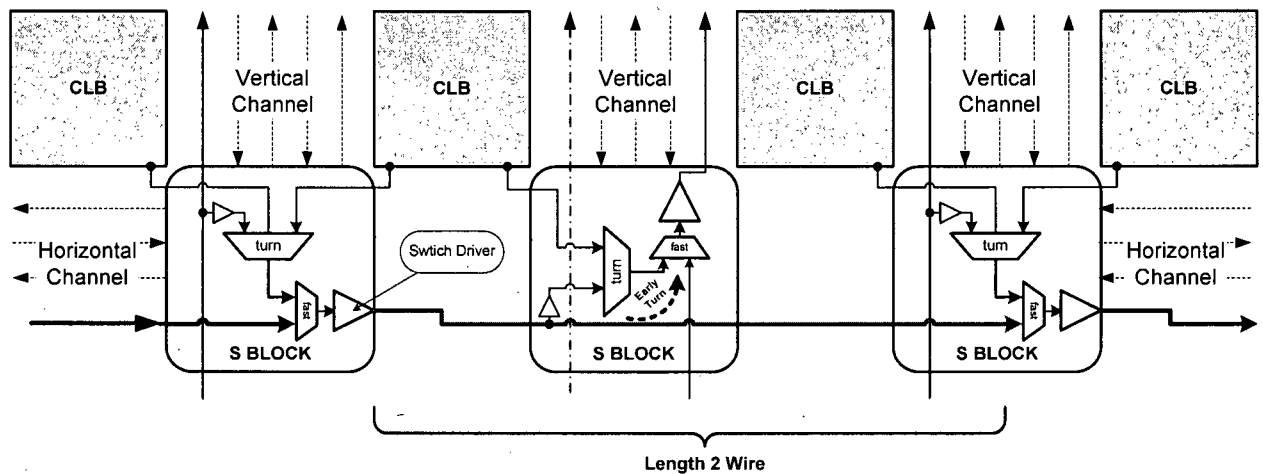 CLB
Vertical
Channel
CLB
Vertical
Channel
CLB
Vertical
Channel
CLB
Horizontal
Channel
turn
fast
Swtich Driver
turn
fast
Early
Turn
turn
fast
Horizontal
Channel
S BLOCK
S BLOCK
S BLOCK
Length 2 Wire